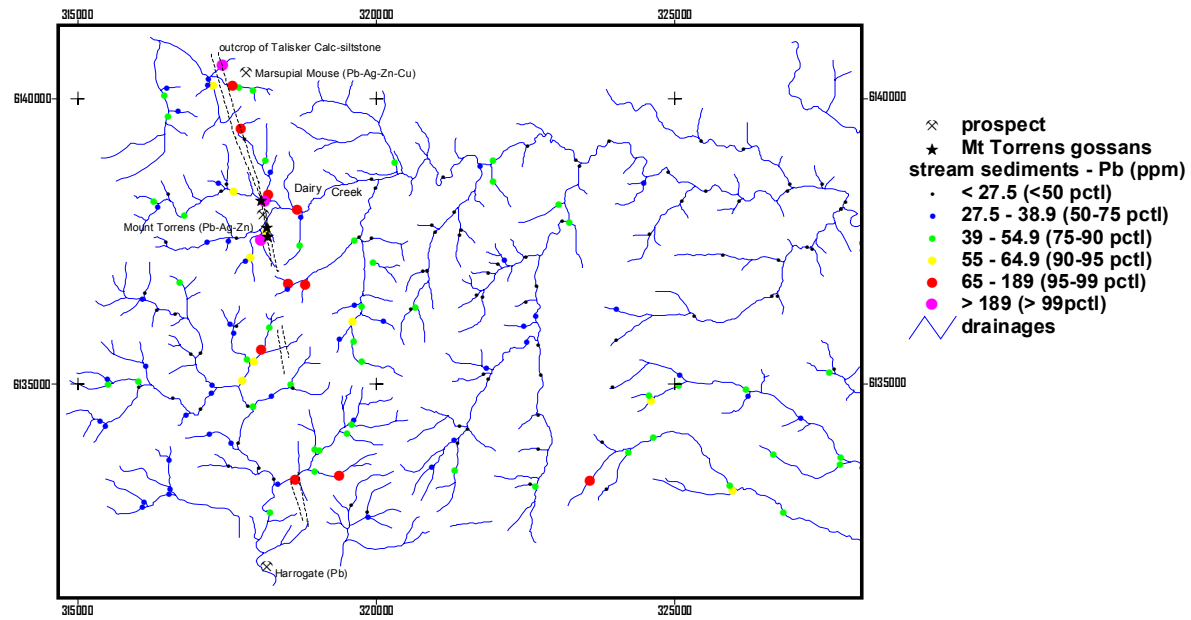 315000 320000 325000
outcrop of Talisker Calc-siltstone
Marsupial Mouse (Pb-Ag-Zn-Cu)
6140000 6140000
Dairy Creek
Mount Torrens (Pb-Ag-Zn)
6135000 6135000
Harrogate (Pb)
315000 320000 325000
prospect
Mt Torrens gossans
stream sediments - Pb (ppm)
< 27.5 (<50 pctl)
27.5 - 38.9 (50-75 pctl)
39 - 54.9 (75-90 pctl)
55 - 64.9 (90-95 pctl)
65 - 189 (95-99 pctl)
> 189 (> 99pctl)
drainages